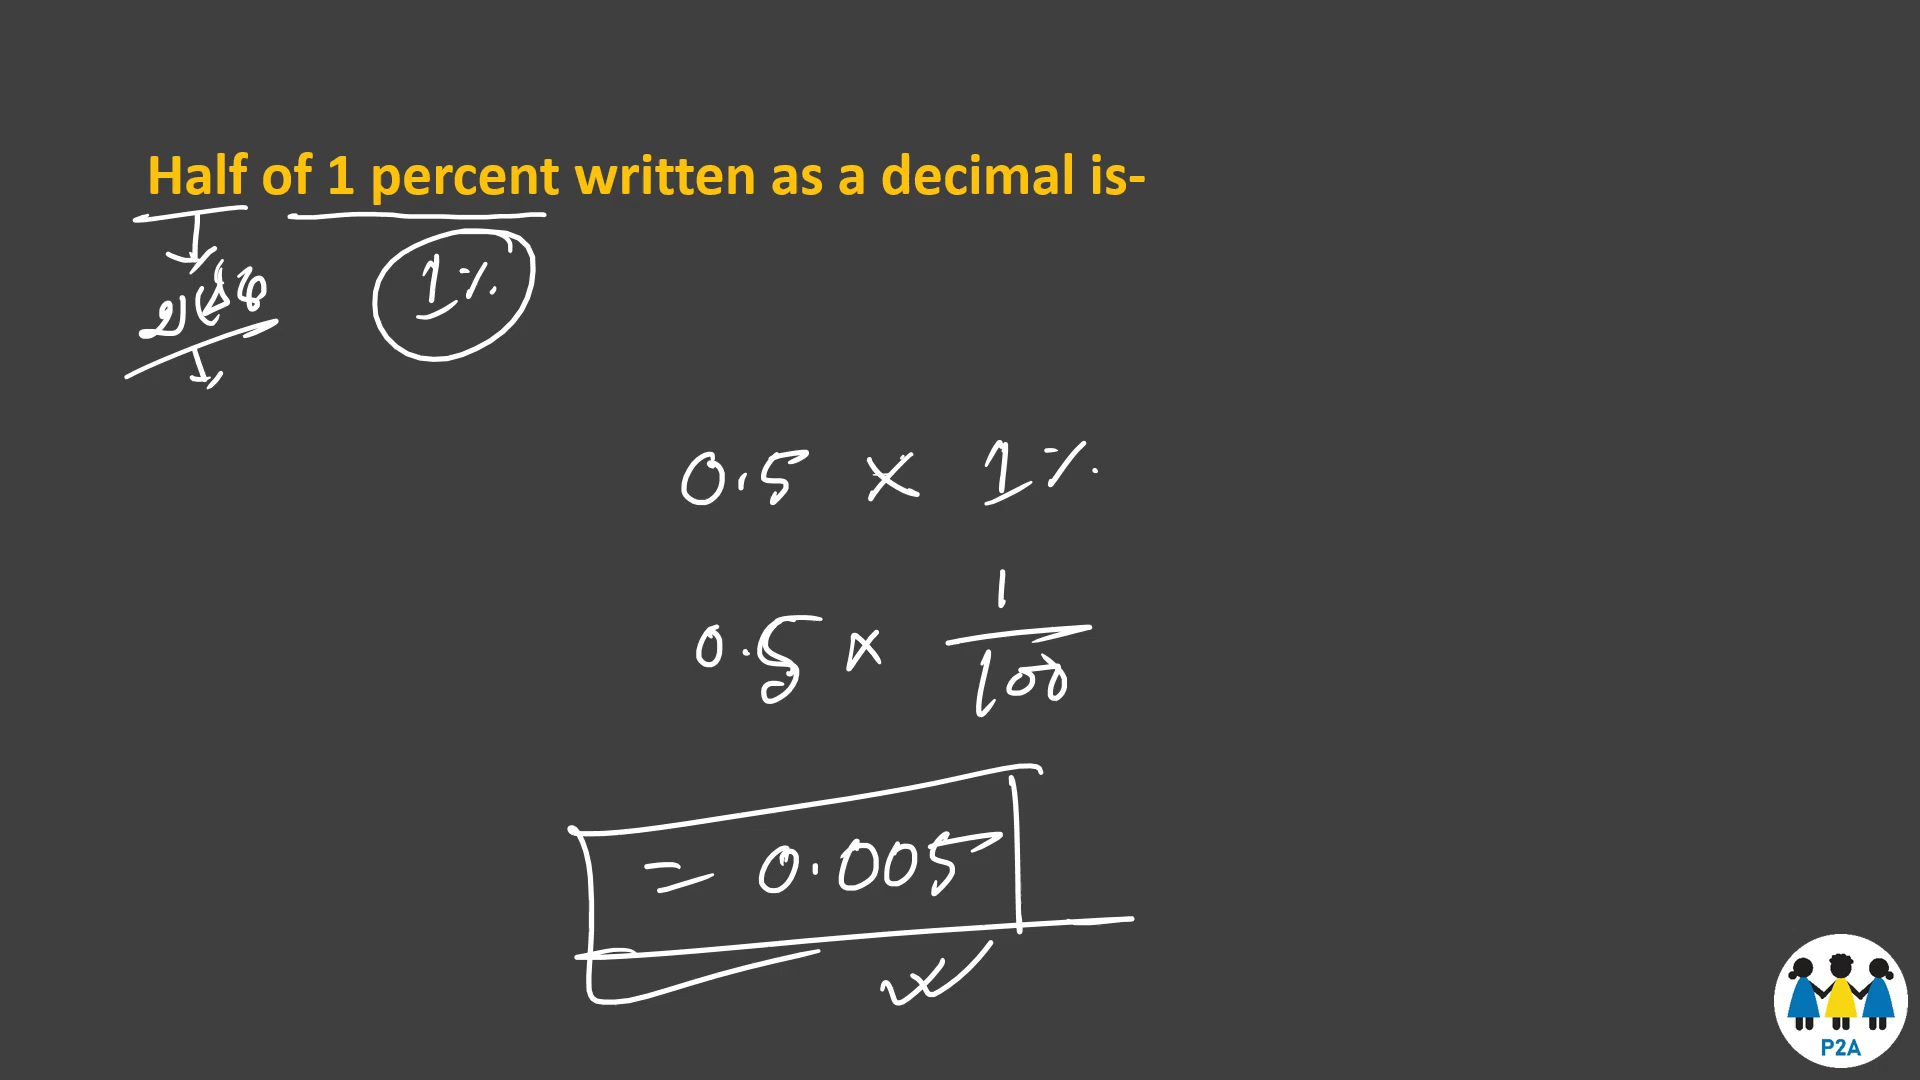 Half of 1 percent written as a decimal is-
1%
0.5 × 1%
0.5 × 1/100
= 0.005
P2A